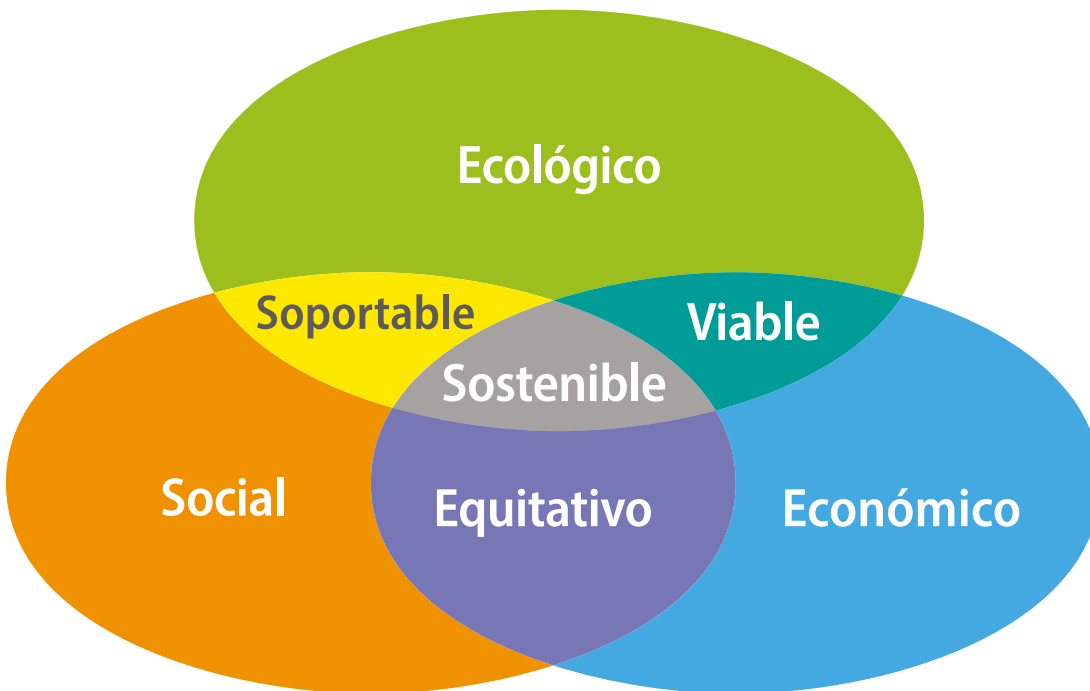 Ecológico
Soportable
Viable
Sostenible
Social
Equitativo
Económico